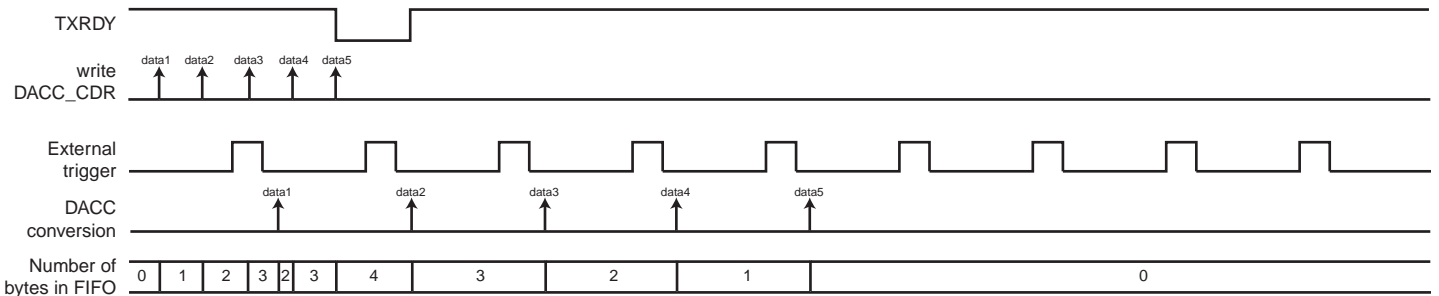 TXRDY
data1 data2 data3 data4 data5
write
DACC_CDR
External
trigger
data1 data2 data3 data4 data5
DACC
conversion
Number of
bytes in FIFO
0 1 2 3 2 3 4 3 2 1 0